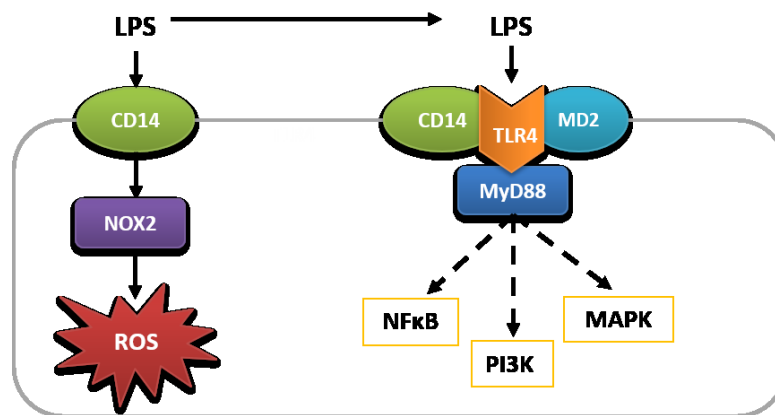 LPS
LPS
CD14
CD14
TLR4
MD2
MyD88
NOX2
NFκB
MAPK
ROS
PI3K